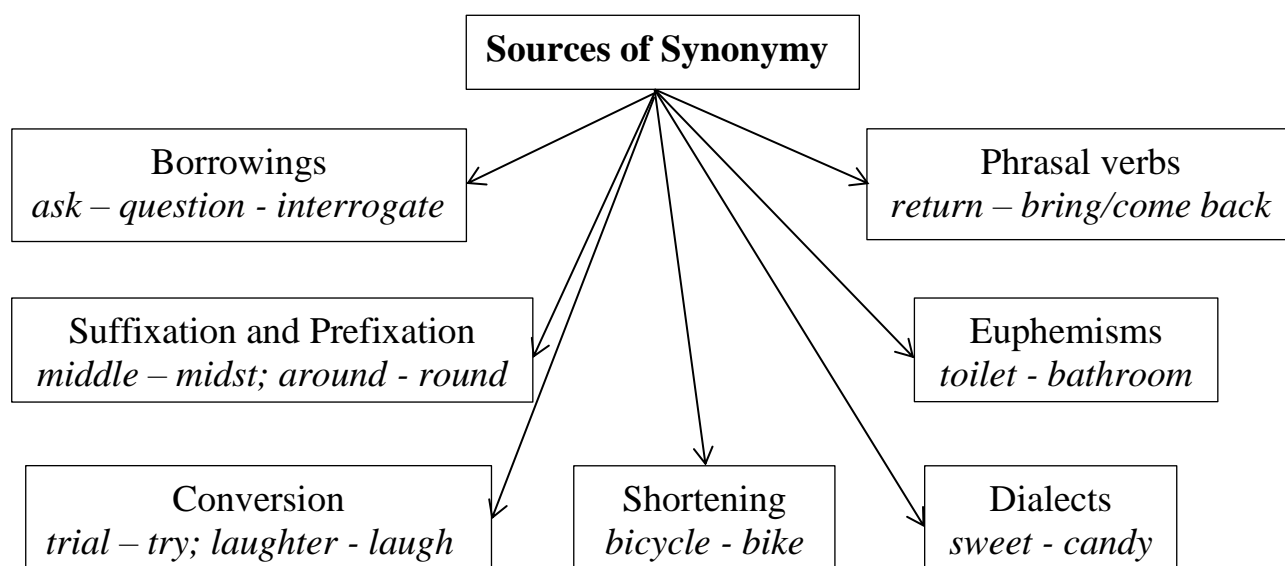 Sources of Synonymy
Borrowings
ask – question - interrogate
Phrasal verbs
return – bring/come back
Suffixation and Prefixation
middle – midst; around - round
Euphemisms
toilet - bathroom
Conversion
trial – try; laughter - laugh
Shortening
bicycle - bike
Dialects
sweet - candy